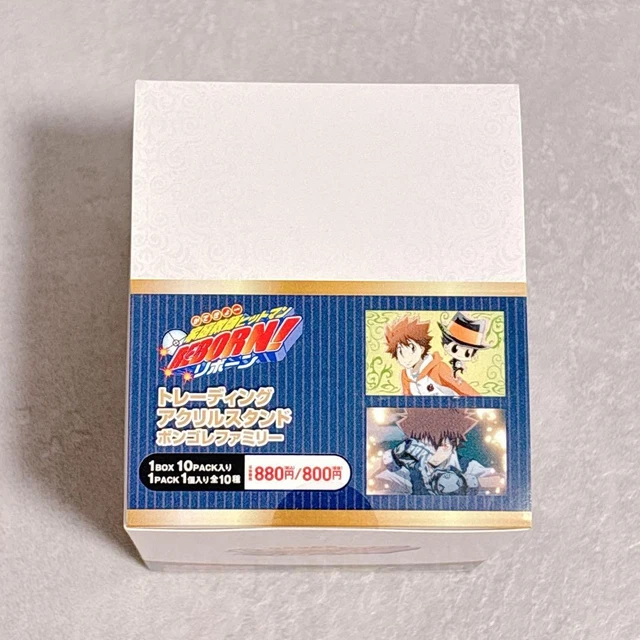 家庭教師ヒットマン
REBORN!
リボーン
トレーディング
アクリルスタンド
ボンゴレファミリー
1BOX 10PACK入り
1PACK 1個入り全10種
880円/800円